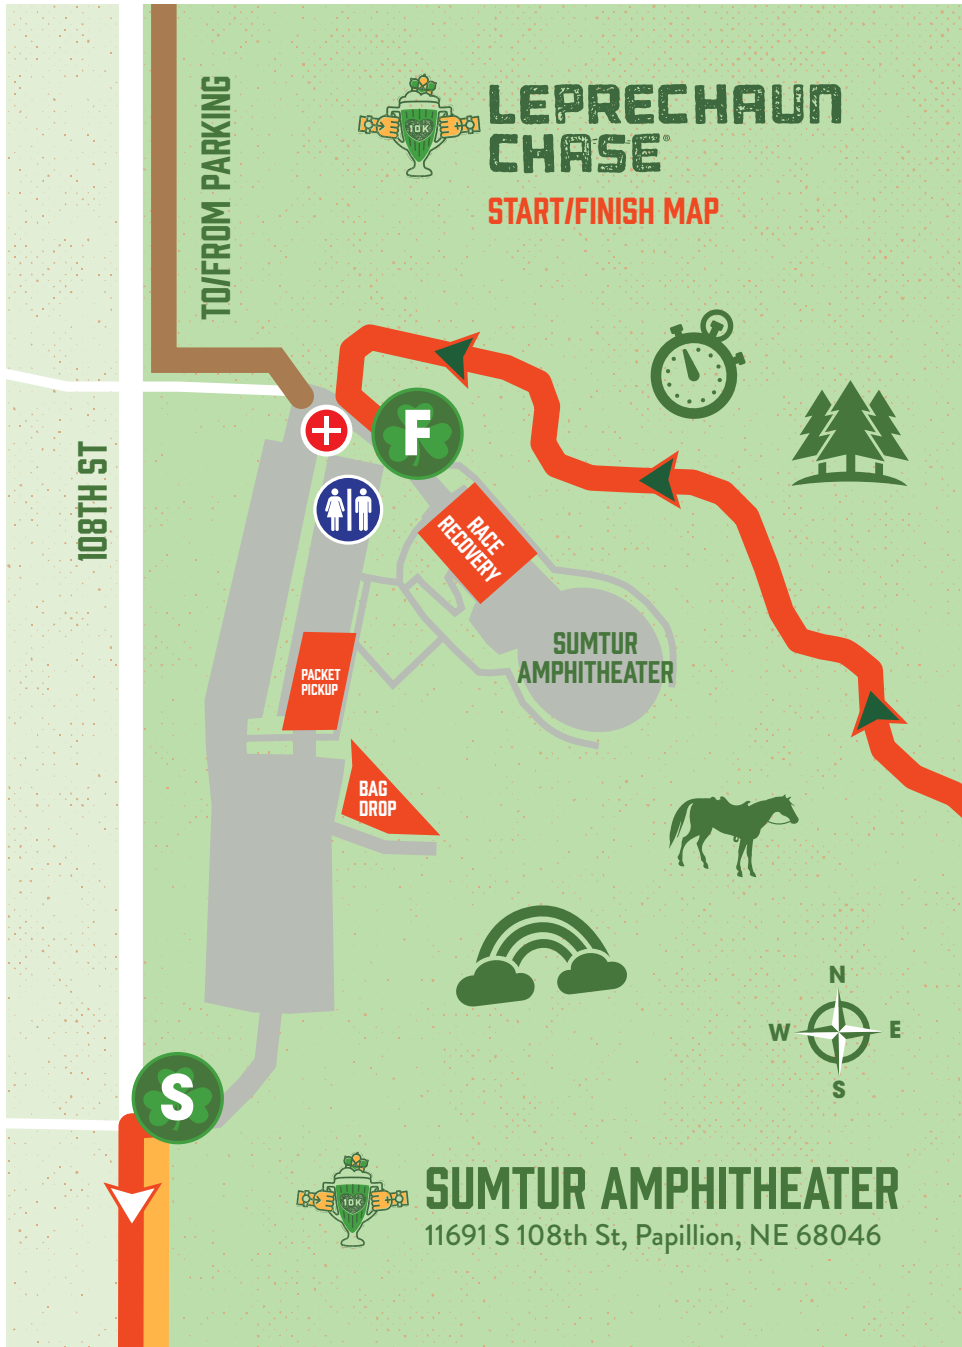 TO/FROM PARKING
10K
LEPRECHAUN
CHASE®
START/FINISH MAP
108TH ST
F
RACE
RECOVERY
SUMTUR
AMPHITHEATER
PACKET
PICKUP
BAG
DROP
N
W
E
S
S
10K
SUMTUR AMPHITHEATER
11691 S 108th St, Papillion, NE 68046